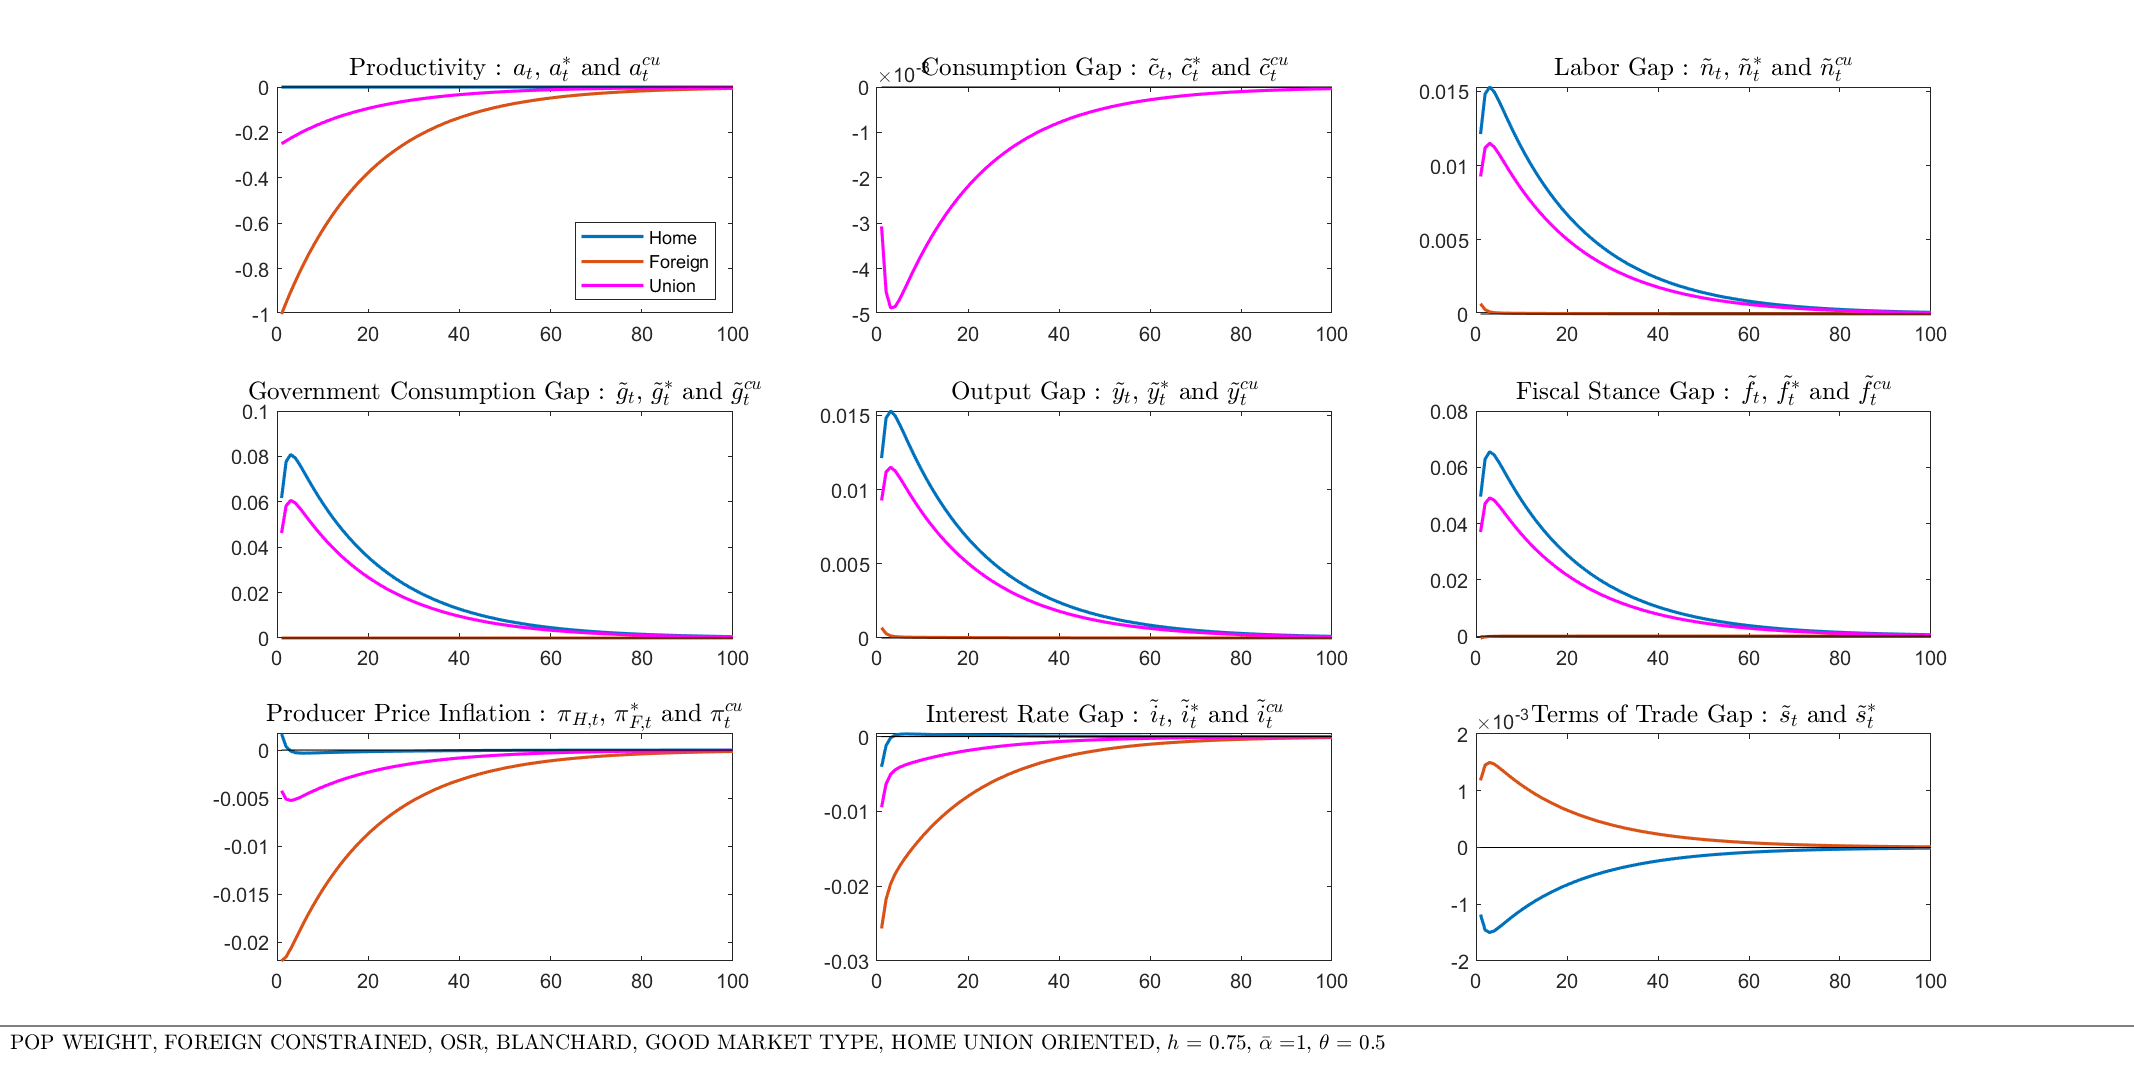 Productivity : a_t, a_t^* and a_t^{cu}
0
-0.2
-0.4
-0.6
-0.8
-1
0 20 40 60 80 100
Home
Foreign
Union
×10^{-3}
Consumption Gap : c̃_t, c̃_t^* and c̃_t^{cu}
0
-1
-2
-3
-4
-5
0 20 40 60 80 100
Labor Gap : ñ_t, ñ_t^* and ñ_t^{cu}
0.015
0.01
0.005
0
0 20 40 60 80 100
Government Consumption Gap : g̃_t, g̃_t^* and g̃_t^{cu}
0.1
0.08
0.06
0.04
0.02
0
0 20 40 60 80 100
Output Gap : ỹ_t, ỹ_t^* and ỹ_t^{cu}
0.015
0.01
0.005
0
0 20 40 60 80 100
Fiscal Stance Gap : f̃_t, f̃_t^* and f̃_t^{cu}
0.08
0.06
0.04
0.02
0
0 20 40 60 80 100
Producer Price Inflation : π_{H,t}, π_{F,t}^* and π_t^{cu}
0
-0.005
-0.01
-0.015
-0.02
0 20 40 60 80 100
Interest Rate Gap : ĩ_t, ĩ_t^* and ĩ_t^{cu}
0
-0.01
-0.02
-0.03
0 20 40 60 80 100
×10^{-3}
Terms of Trade Gap : s̃_t and s̃_t^*
2
1
0
-1
-2
0 20 40 60 80 100
POP WEIGHT, FOREIGN CONSTRAINED, OSR, BLANCHARD, GOOD MARKET TYPE, HOME UNION ORIENTED, h = 0.75, ᾱ =1, θ = 0.5